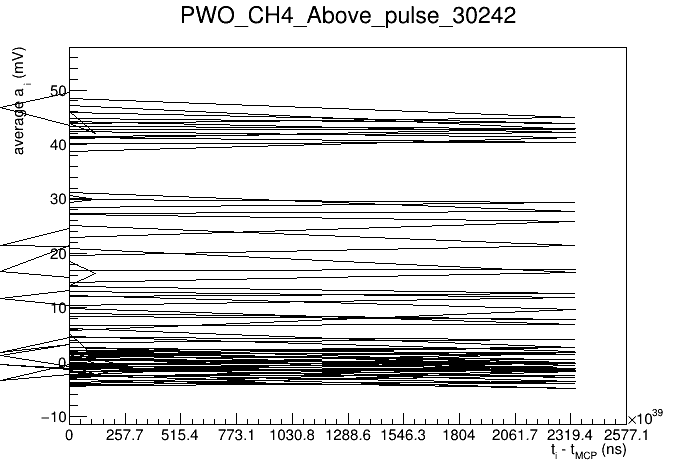 PWO_CH4_Above_pulse_30242
average a i (mV)
50
40
30
20
10
0
−10
0 257.7 515.4 773.1 1030.8 1288.6 1546.3 1804 2061.7 2319.4 2577.1
×10^39
t_i - t_MCP (ns)